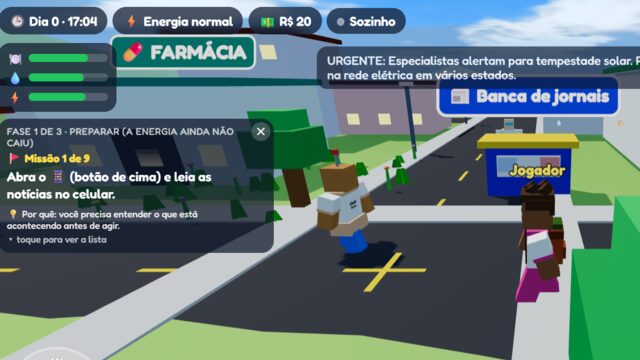 Dia 0 · 17:04
Energia normal
R$ 20
Sozinho
FARMÁCIA
URGENTE: Especialistas alertam para tempestade solar.
na rede elétrica em vários estados.
Banca de jornais
Jogador
FASE 1 DE 3 · PREPARAR (A ENERGIA AINDA NÃO
CAIU)
Missão 1 de 9
Abra o 📱 (botão de cima) e leia as
notícias no celular.
Por quê: você precisa entender o que está
acontecendo antes de agir.
▾ toque para ver a lista